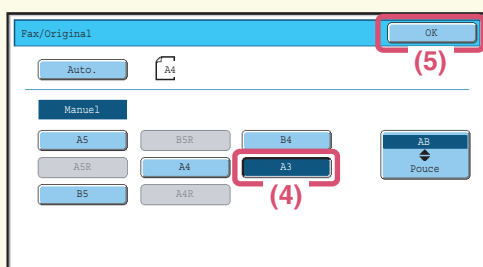 Fax/Original
OK
(5)
Auto.
A4
Manuel
A5
B5R
B4
AB
A5R
A4
A3
Pouce
B5
A4R
(4)